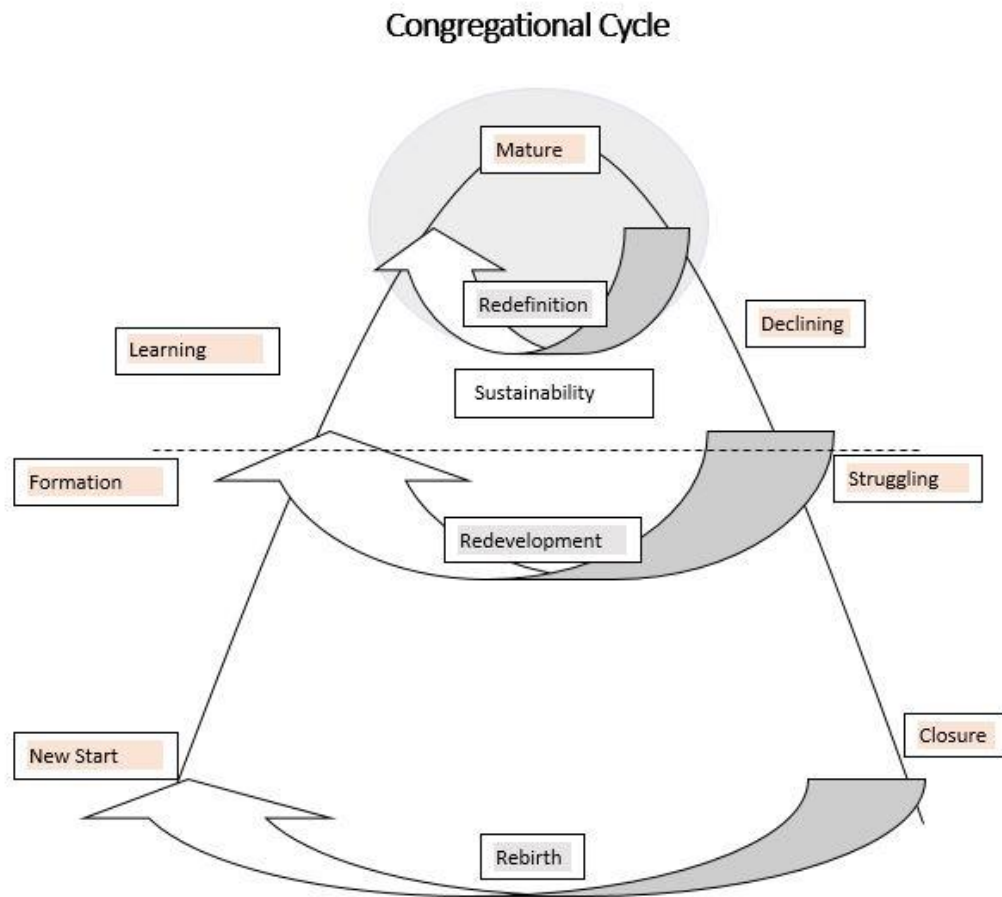 Congregational Cycle
Mature
Redefinition
Learning
Declining
Sustainability
Formation
Struggling
Redevelopment
New Start
Closure
Rebirth